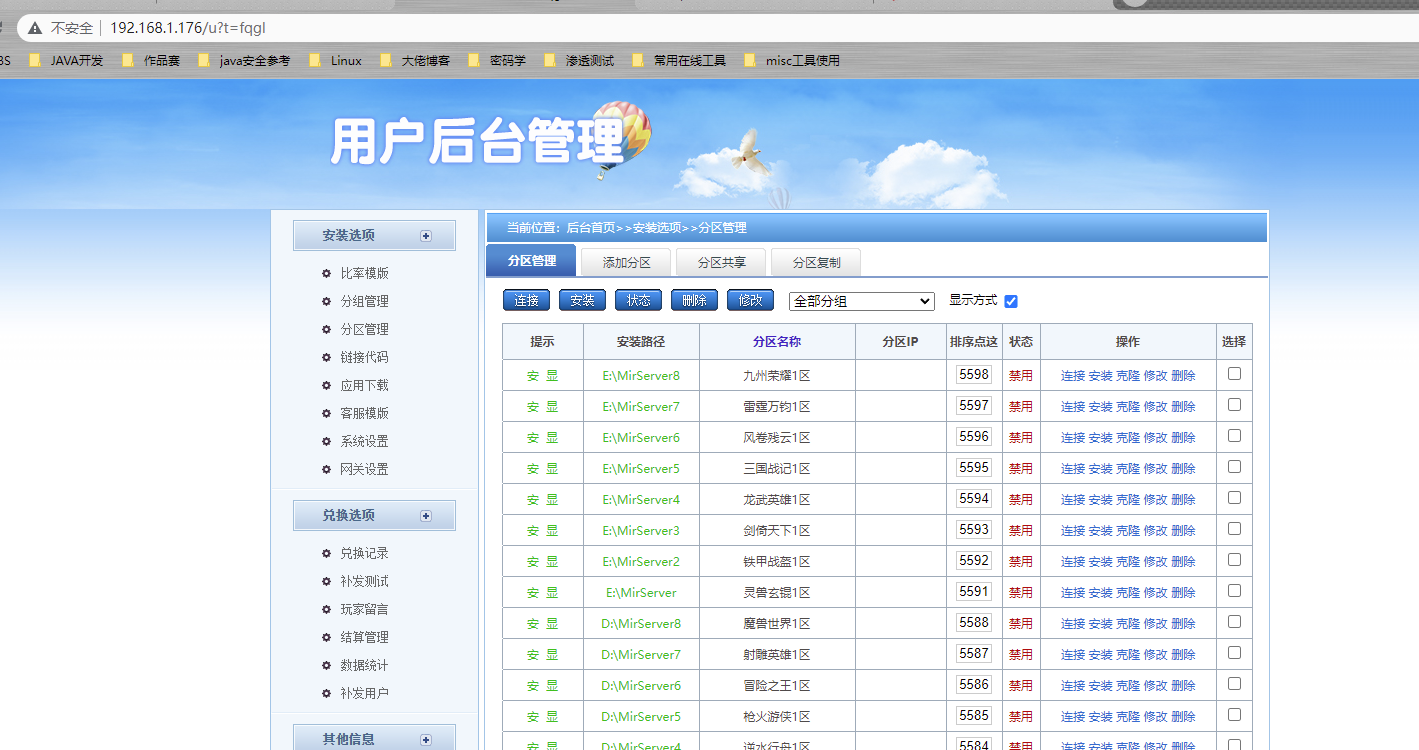 不安全 | 192.168.1.176/u?t=fqgl
JAVA开发 作品赛 java安全参考 Linux 大佬博客 密码学 渗透测试 常用在线工具 misc工具使用
用户后台管理
安装选项
比率模版
分组管理
分区管理
链接代码
应用下载
客服模版
系统设置
网关设置
兑换选项
兑换记录
补发测试
玩家留言
结算管理
数据统计
补发用户
其他信息
当前位置：后台首页>>安装选项>>分区管理
分区管理 添加分区 分区共享 分区复制
连接 安装 状态 删除 修改 全部分组 显示方式
提示 安装路径 分区名称 分区IP 排序点这 状态 操作 选择
安 显 E:\MirServer8 九州荣耀1区 5598 禁用 连接 安装 克隆 修改 删除
安 显 E:\MirServer7 雷霆万钧1区 5597 禁用 连接 安装 克隆 修改 删除
安 显 E:\MirServer6 风卷残云1区 5596 禁用 连接 安装 克隆 修改 删除
安 显 E:\MirServer5 三国战记1区 5595 禁用 连接 安装 克隆 修改 删除
安 显 E:\MirServer4 龙武英雄1区 5594 禁用 连接 安装 克隆 修改 删除
安 显 E:\MirServer3 剑倚天下1区 5593 禁用 连接 安装 克隆 修改 删除
安 显 E:\MirServer2 铁甲战盔1区 5592 禁用 连接 安装 克隆 修改 删除
安 显 E:\MirServer 灵兽玄锟1区 5591 禁用 连接 安装 克隆 修改 删除
安 显 D:\MirServer8 魔兽世界1区 5588 禁用 连接 安装 克隆 修改 删除
安 显 D:\MirServer7 射雕英雄1区 5587 禁用 连接 安装 克隆 修改 删除
安 显 D:\MirServer6 冒险之王1区 5586 禁用 连接 安装 克隆 修改 删除
安 显 D:\MirServer5 枪火游侠1区 5585 禁用 连接 安装 克隆 修改 删除
安 显 D:\MirServer4 逆水行舟1区 5584 禁用 连接 安装 克隆 修改 删除